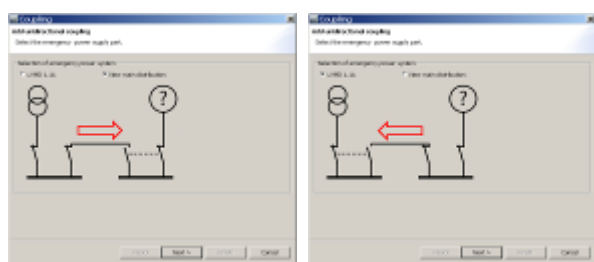 Coupling
Add unidirectional coupling
Select the emergency power supply part.
Selection of emergency power system
New main distribution
?
Next >
Cancel
Coupling
Add unidirectional coupling
Select the emergency power supply part.
Selection of emergency power system
New main distribution
?
Next >
Cancel